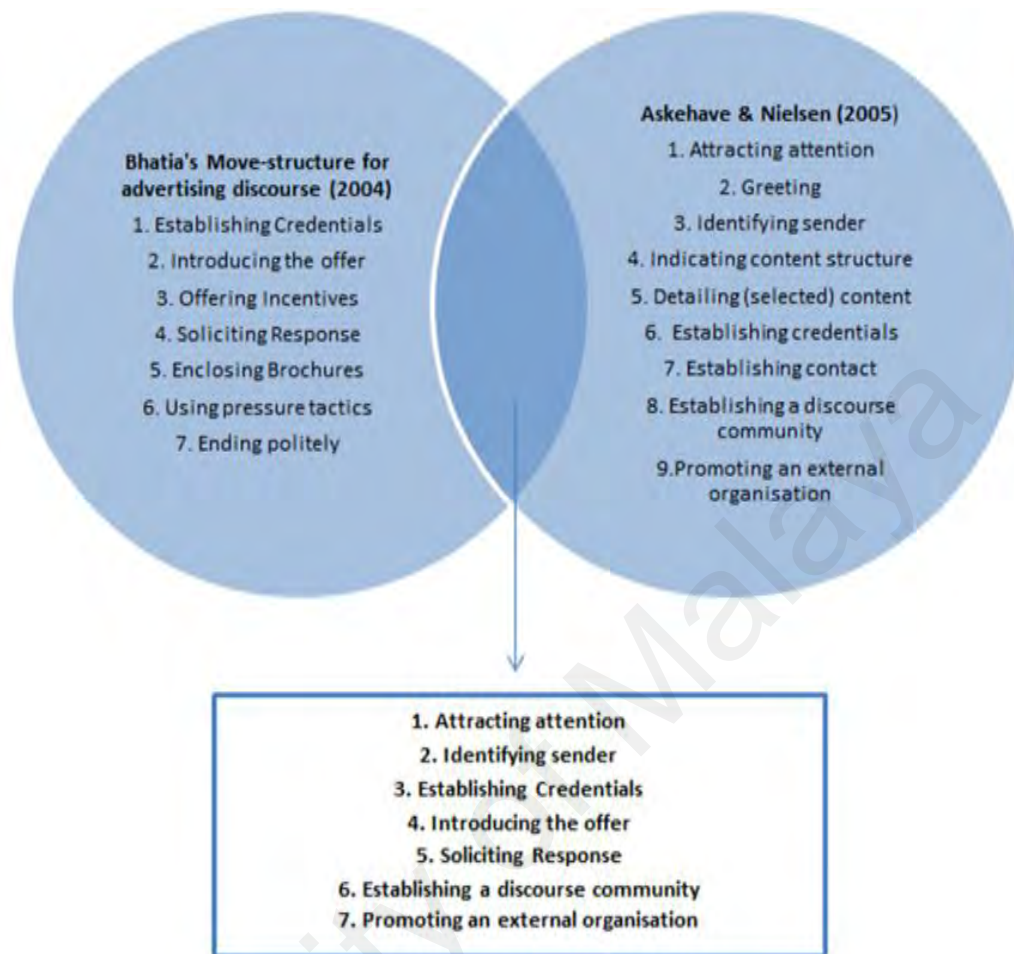 Bhatia's Move-structure for
advertising discourse (2004)
1. Establishing Credentials
2. Introducing the offer
3. Offering Incentives
4. Soliciting Response
5. Enclosing Brochures
6. Using pressure tactics
7. Ending politely
Askehave & Nielsen (2005)
1. Attracting attention
2. Greeting
3. Identifying sender
4. Indicating content structure
5. Detailing (selected) content
6. Establishing credentials
7. Establishing contact
8. Establishing a discourse
community
9.Promoting an external
organisation
1. Attracting attention
2. Identifying sender
3. Establishing Credentials
4. Introducing the offer
5. Soliciting Response
6. Establishing a discourse community
7. Promoting an external organisation
of Malaya